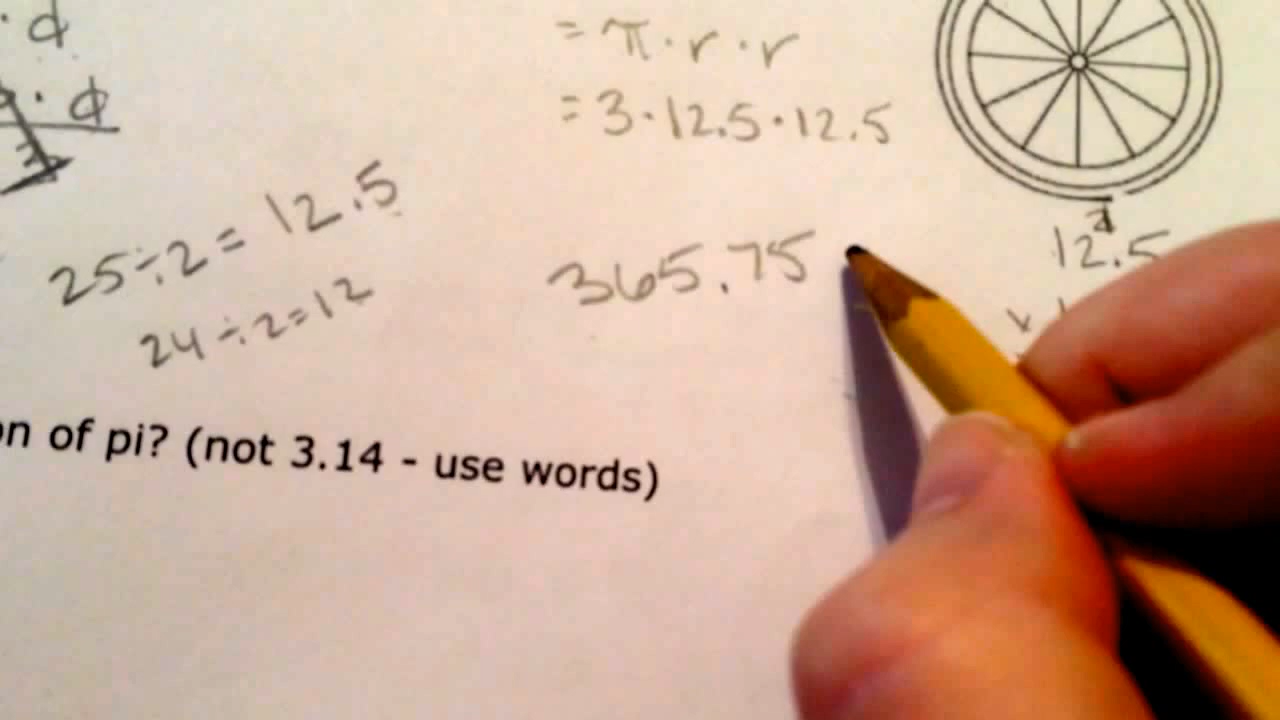 · d
· d
= π · r · r
= 3 · 12.5 · 12.5
25 ÷ 2 = 12.5
24 ÷ 2 = 12
365.75
12.5
of pi? (not 3.14 - use words)